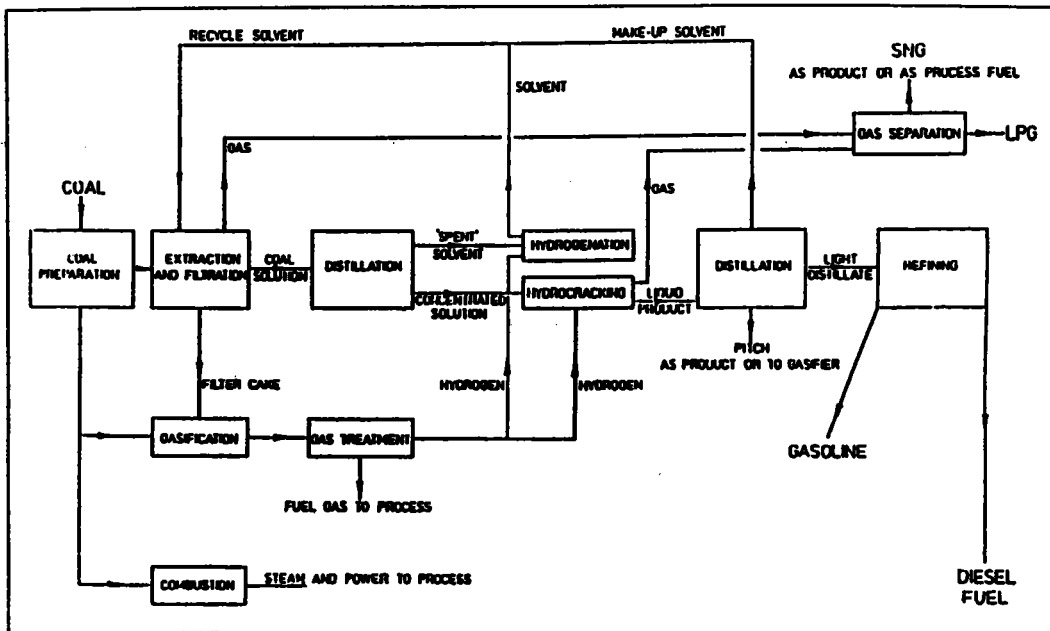 RECYCLE SOLVENT
MAKE-UP SOLVENT
SNG
AS PRODUCT OR AS PROCESS FUEL
SOLVENT
GAS
GAS SEPARATION
LPG
COAL
GAS
COAL
PREPARATION
EXTRACTION
AND FILTRATION
COAL
SOLUTION
DISTILLATION
'SPENT'
SOLVENT
HYDROGENATION
CONCENTRATED
SOLUTION
HYDROCRACKING
LIQUID
PRODUCT
DISTILLATION
LIGHT
DISTILLATE
REFINING
PITCH
AS PRODUCT OR TO GASIFIER
FILTER CAKE
HYDROGEN
HYDROGEN
GASIFICATION
GAS TREATMENT
GASOLINE
FUEL GAS TO PROCESS
COMBUSTION
STEAM AND POWER TO PROCESS
DIESEL
FUEL